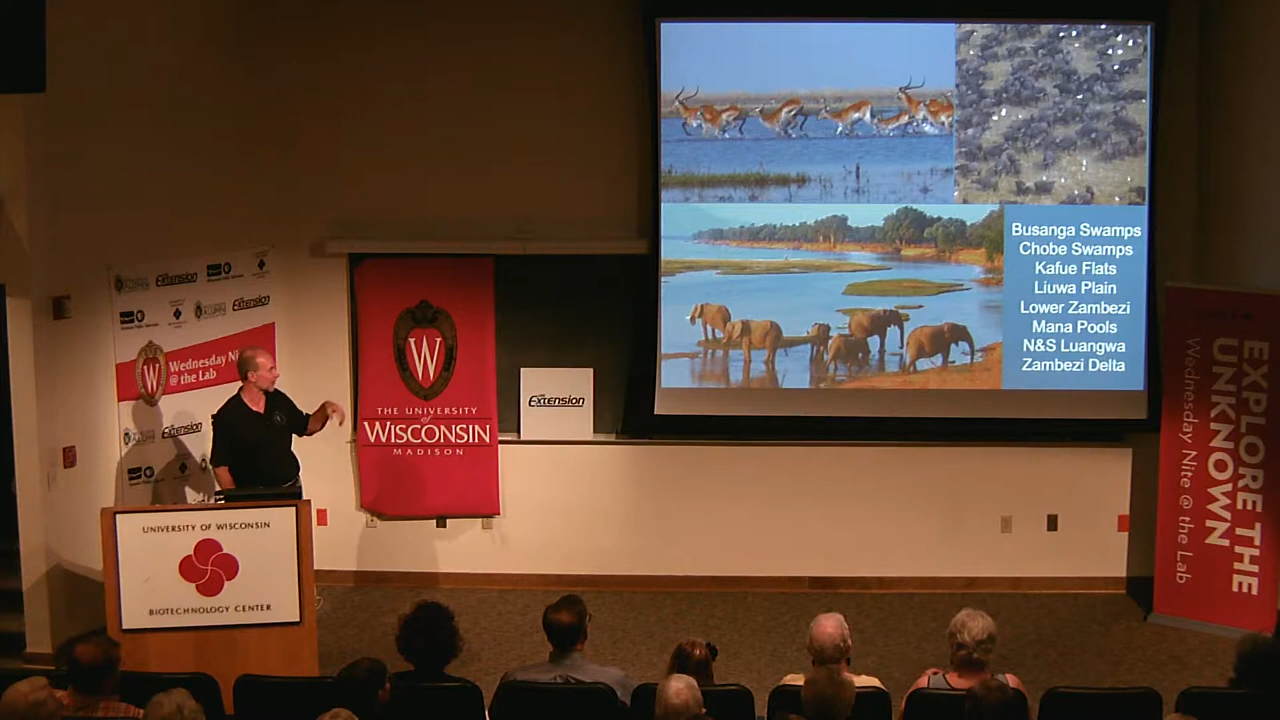 Busanga Swamps
Chobe Swamps
Kafue Flats
Liuwa Plain
Lower Zambezi
Mana Pools
N&S Luangwa
Zambezi Delta
Extension
Extension
Wednesday Ni
@ the Lab
Extension
W
THE UNIVERSITY
of
WISCONSIN
MADISON
Extension
UNIVERSITY OF WISCONSIN
BIOTECHNOLOGY CENTER
EXPLORE THE
UNKNOWN
Wednesday Nite @ the Lab